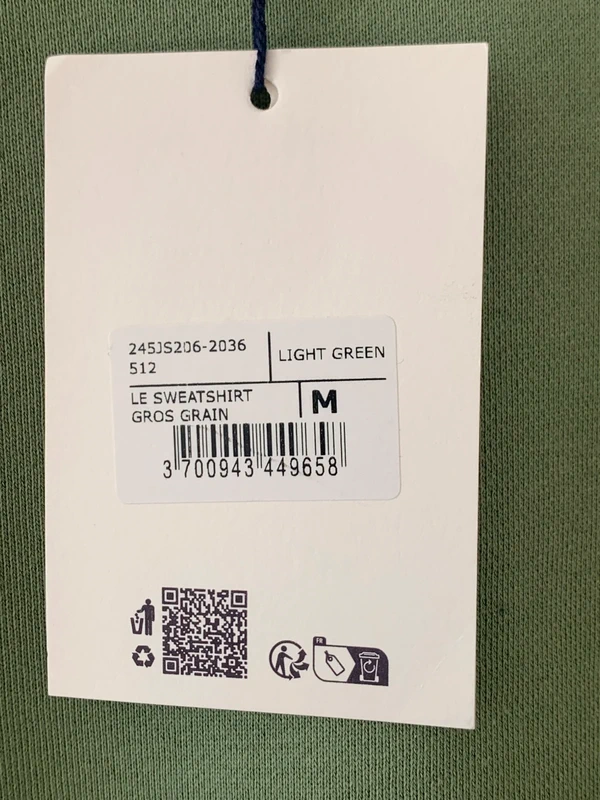 245JS206-2036
512
LIGHT GREEN
LE SWEATSHIRT
GROS GRAIN
M
3 700943 449658
FR